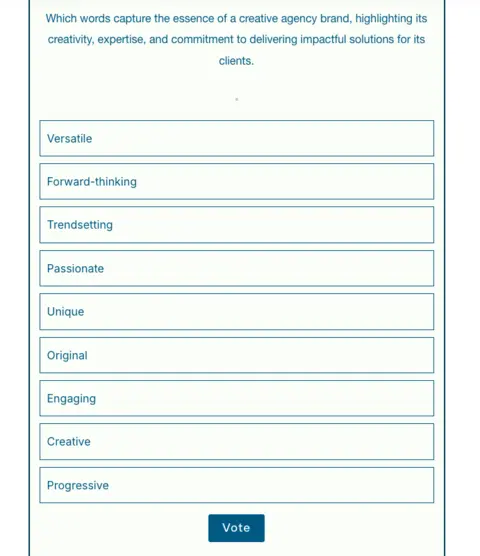 Which words capture the essence of a creative agency brand, highlighting its
creativity, expertise, and commitment to delivering impactful solutions for its
clients.
Versatile
Forward-thinking
Trendsetting
Passionate
Unique
Original
Engaging
Creative
Progressive
Vote